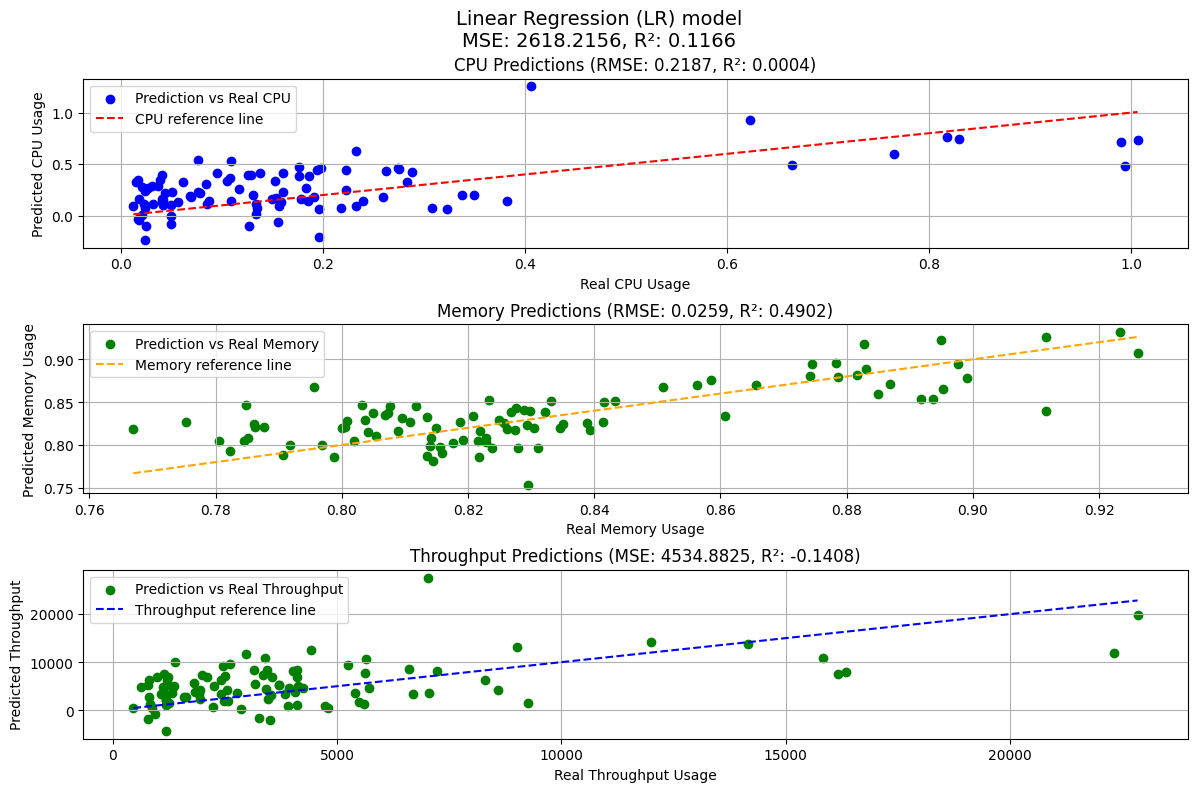 Linear Regression (LR) model
MSE: 2618.2156, R²: 0.1166
CPU Predictions (RMSE: 0.2187, R²: 0.0004)
Predicted CPU Usage
1.0
0.5
0.0
Prediction vs Real CPU
CPU reference line
0.0 0.2 0.4 0.6 0.8 1.0
Real CPU Usage
Memory Predictions (RMSE: 0.0259, R²: 0.4902)
Predicted Memory Usage
0.90
0.85
0.80
0.75
Prediction vs Real Memory
Memory reference line
0.76 0.78 0.80 0.82 0.84 0.86 0.88 0.90 0.92
Real Memory Usage
Throughput Predictions (MSE: 4534.8825, R²: -0.1408)
Predicted Throughput
20000
10000
0
Prediction vs Real Throughput
Throughput reference line
0 5000 10000 15000 20000
Real Throughput Usage